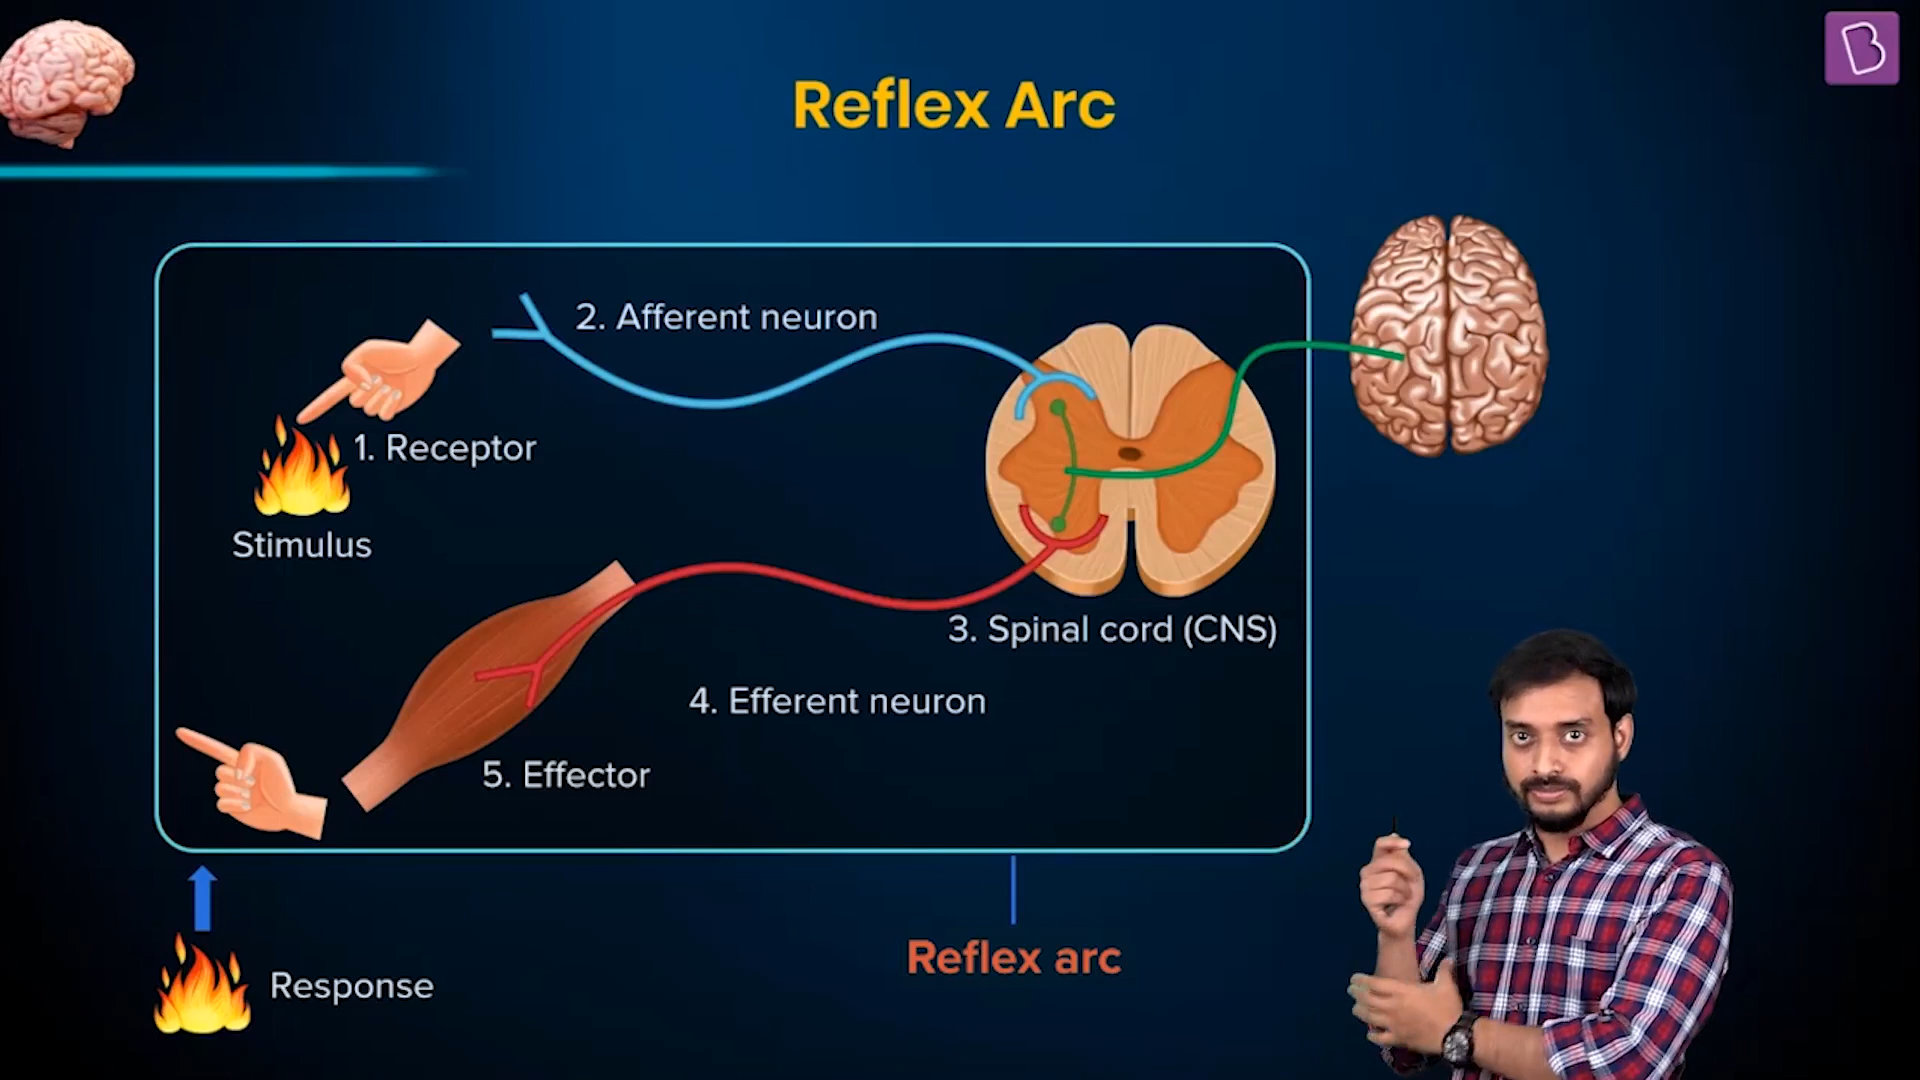 Reflex Arc
2. Afferent neuron
1. Receptor
Stimulus
3. Spinal cord (CNS)
4. Efferent neuron
5. Effector
Reflex arc
Response